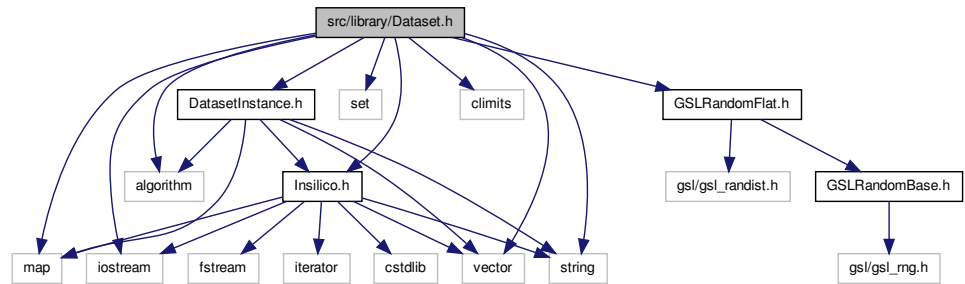 src/library/Dataset.h
DatasetInstance.h
set
climits
GSLRandomFlat.h
algorithm
Insilico.h
gsl/gsl_randist.h
GSLRandomBase.h
map
iostream
fstream
iterator
cstdlib
vector
string
gsl/gsl_rng.h